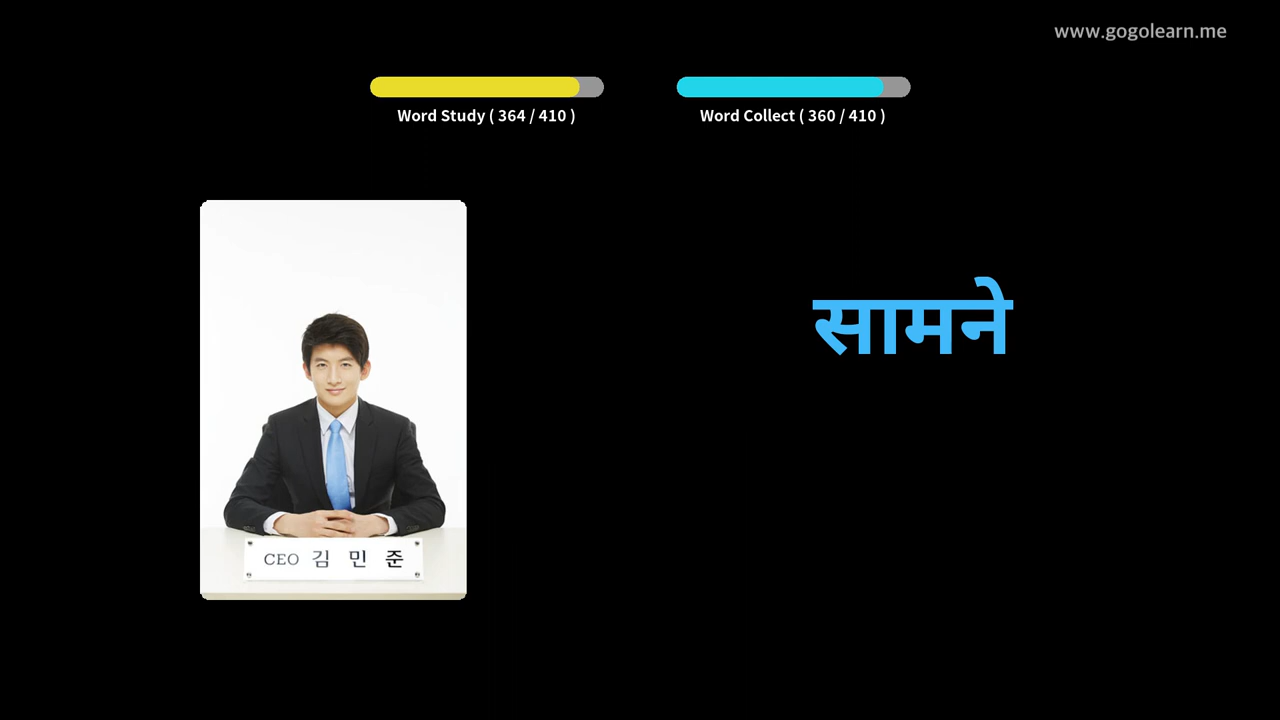 www.gogolearn.me
Word Study ( 364 / 410 )
Word Collect ( 360 / 410 )
सामने
CEO 김 민 준